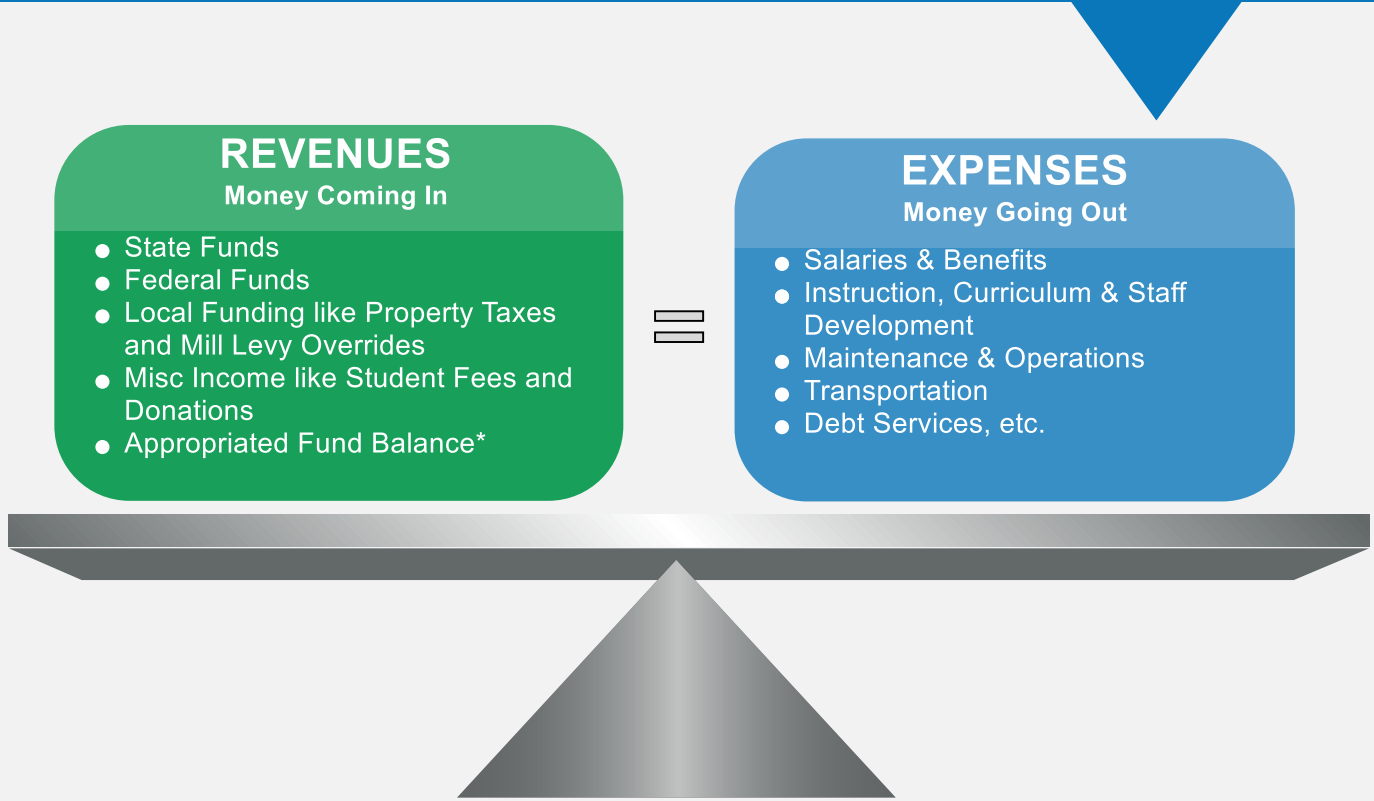 REVENUES
Money Coming In
● State Funds
● Federal Funds
● Local Funding like Property Taxes
and Mill Levy Overrides
● Misc Income like Student Fees and
Donations
● Appropriated Fund Balance*
=
EXPENSES
Money Going Out
● Salaries & Benefits
● Instruction, Curriculum & Staff
Development
● Maintenance & Operations
● Transportation
● Debt Services, etc.